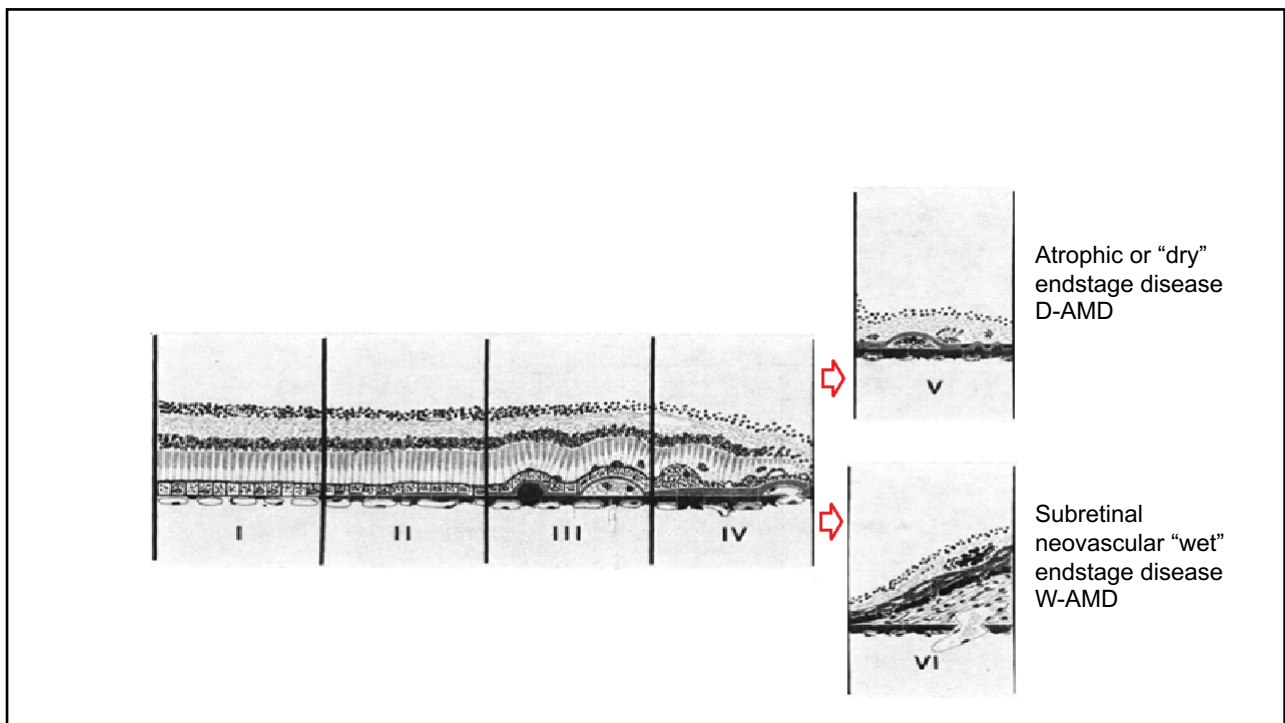 Atrophic or “dry”
endstage disease
D-AMD
V
I
II
III
IV
Subretinal
neovascular “wet”
endstage disease
W-AMD
VI